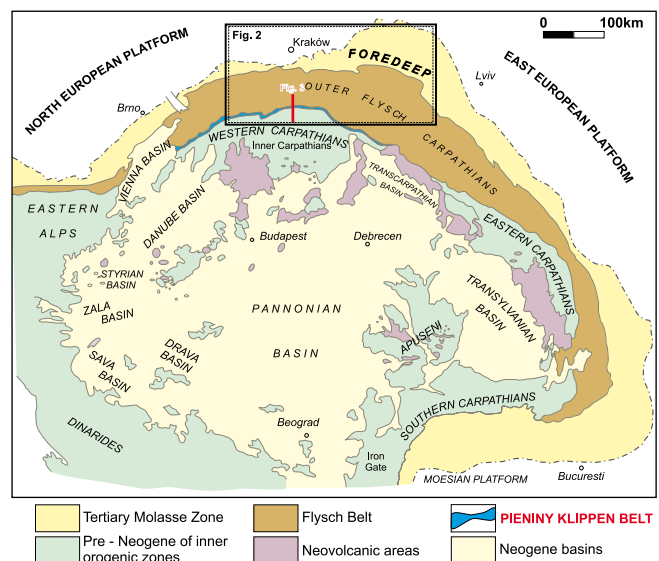 0 100km
Fig. 2
Kraków
NORTH EUROPEAN PLATFORM
FOREDEEP
EAST EUROPEAN PLATFORM
Lviv
Fig. 3
OUTER FLYSCH CARPATHIANS
Brno
WESTERN CARPATHIANS
Inner Carpathians
VIENNA BASIN
TRANSCARPATHIAN
BASIN
EASTERN
ALPS
DANUBE BASIN
EASTERN CARPATHIANS
Budapest
Debrecen
STYRIAN
BASIN
TRANSYLVANIAN
BASIN
ZALA
BASIN
PANNONIAN
BASIN
APUSENI
DRAVA
BASIN
SAVA
BASIN
SOUTHERN CARPATHIANS
DINARIDES
Beograd
Iron
Gate
MOESIAN PLATFORM
Bucuresti
Tertiary Molasse Zone
Flysch Belt
PIENINY KLIPPEN BELT
Pre - Neogene of inner
orogenic zones
Neovolcanic areas
Neogene basins